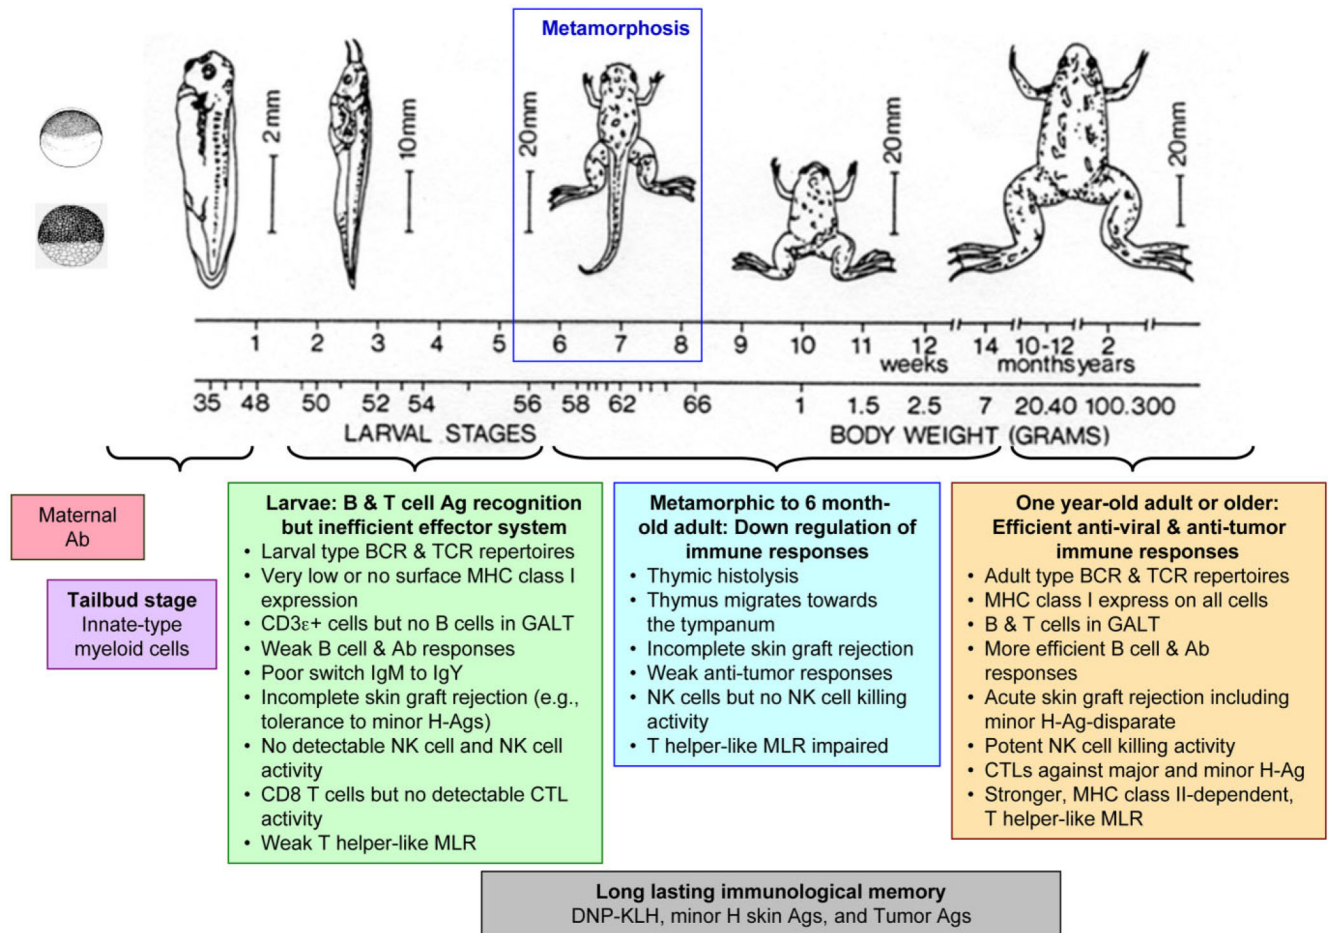 Metamorphosis
2mm
10mm
20mm
20mm
20mm
1 2 3 4 5 6 7 8 9 10 11 12 14 10-12 2
weeks months years
35 48 50 52 54 56 58 62 66 1 1.5 2.5 7 20.40 100.300
LARVAL STAGES
BODY WEIGHT (GRAMS)
Maternal
Ab
Tailbud stage
Innate-type
myeloid cells
Larvae: B & T cell Ag recognition
but inefficient effector system
• Larval type BCR & TCR repertoires
• Very low or no surface MHC class I
expression
• CD3ε+ cells but no B cells in GALT
• Weak B cell & Ab responses
• Poor switch IgM to IgY
• Incomplete skin graft rejection (e.g.,
tolerance to minor H-Ags)
• No detectable NK cell and NK cell
activity
• CD8 T cells but no detectable CTL
activity
• Weak T helper-like MLR
Metamorphic to 6 month-
old adult: Down regulation of
immune responses
• Thymic histolysis
• Thymus migrates towards
the tympanum
• Incomplete skin graft rejection
• Weak anti-tumor responses
• NK cells but no NK cell killing
activity
• T helper-like MLR impaired
One year-old adult or older:
Efficient anti-viral & anti-tumor
immune responses
• Adult type BCR & TCR repertoires
• MHC class I express on all cells
• B & T cells in GALT
• More efficient B cell & Ab
responses
• Acute skin graft rejection including
minor H-Ag-disparate
• Potent NK cell killing activity
• CTLs against major and minor H-Ag
• Stronger, MHC class II-dependent,
T helper-like MLR
Long lasting immunological memory
DNP-KLH, minor H skin Ags, and Tumor Ags